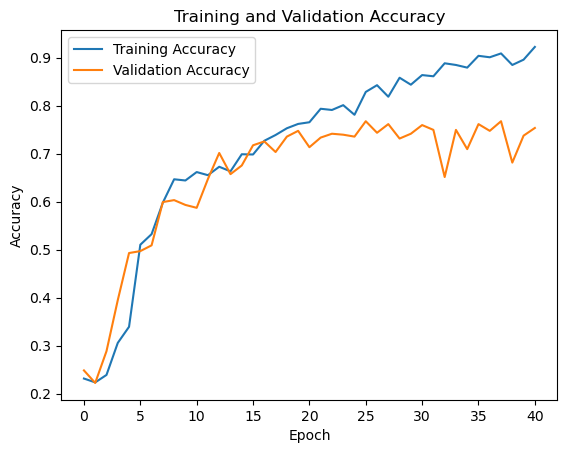 Training and Validation Accuracy
Training Accuracy
Validation Accuracy
0.9
0.8
0.7
0.6
0.5
0.4
0.3
0.2
Accuracy
0 5 10 15 20 25 30 35 40
Epoch